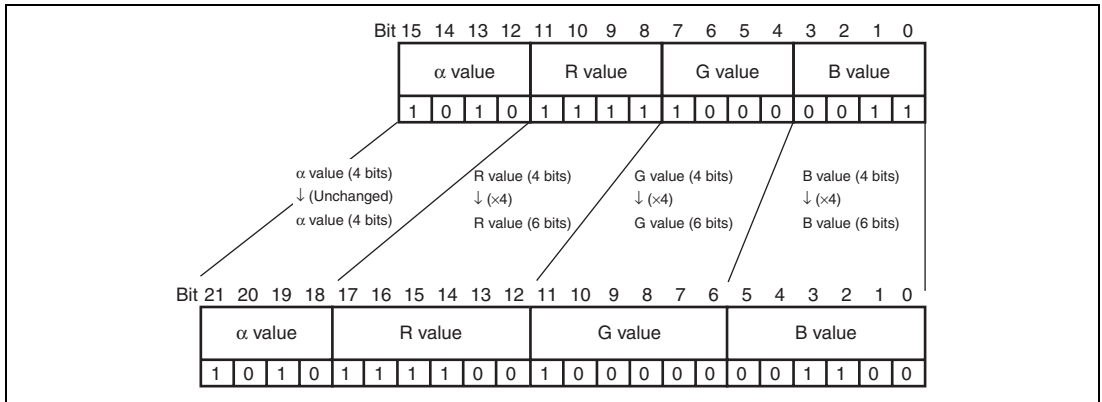 Bit 15 14 13 12 11 10 9 8 7 6 5 4 3 2 1 0
α value R value G value B value
1 0 1 0 1 1 1 1 1 0 0 0 0 0 1 1
α value (4 bits)
↓ (Unchanged)
α value (4 bits)
R value (4 bits)
↓ (×4)
R value (6 bits)
G value (4 bits)
↓ (×4)
G value (6 bits)
B value (4 bits)
↓ (×4)
B value (6 bits)
Bit 21 20 19 18 17 16 15 14 13 12 11 10 9 8 7 6 5 4 3 2 1 0
α value R value G value B value
1 0 1 0 1 1 1 1 0 0 1 0 0 0 0 0 0 0 1 1 0 0